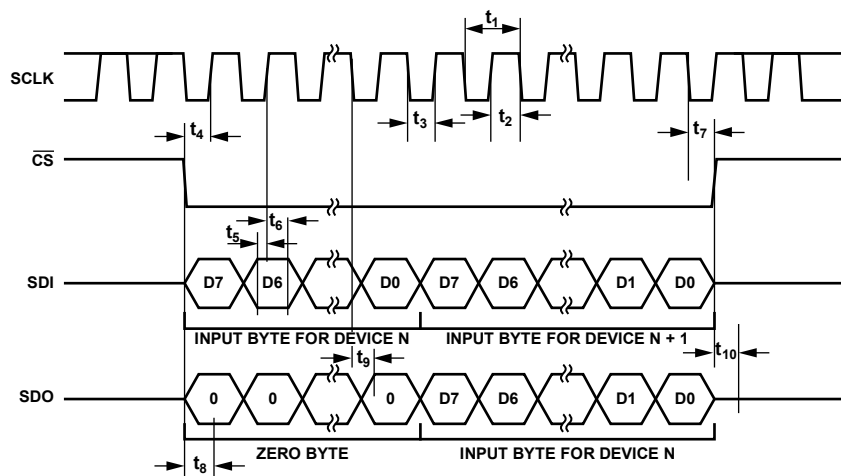 t1
SCLK
t4
t3
t2
t7
CS
t6
t5
SDI
D7
D6
D0
D7
D6
D1
D0
INPUT BYTE FOR DEVICE N
INPUT BYTE FOR DEVICE N + 1
t9
t10
SDO
0
0
0
D7
D6
D1
D0
ZERO BYTE
INPUT BYTE FOR DEVICE N
t8